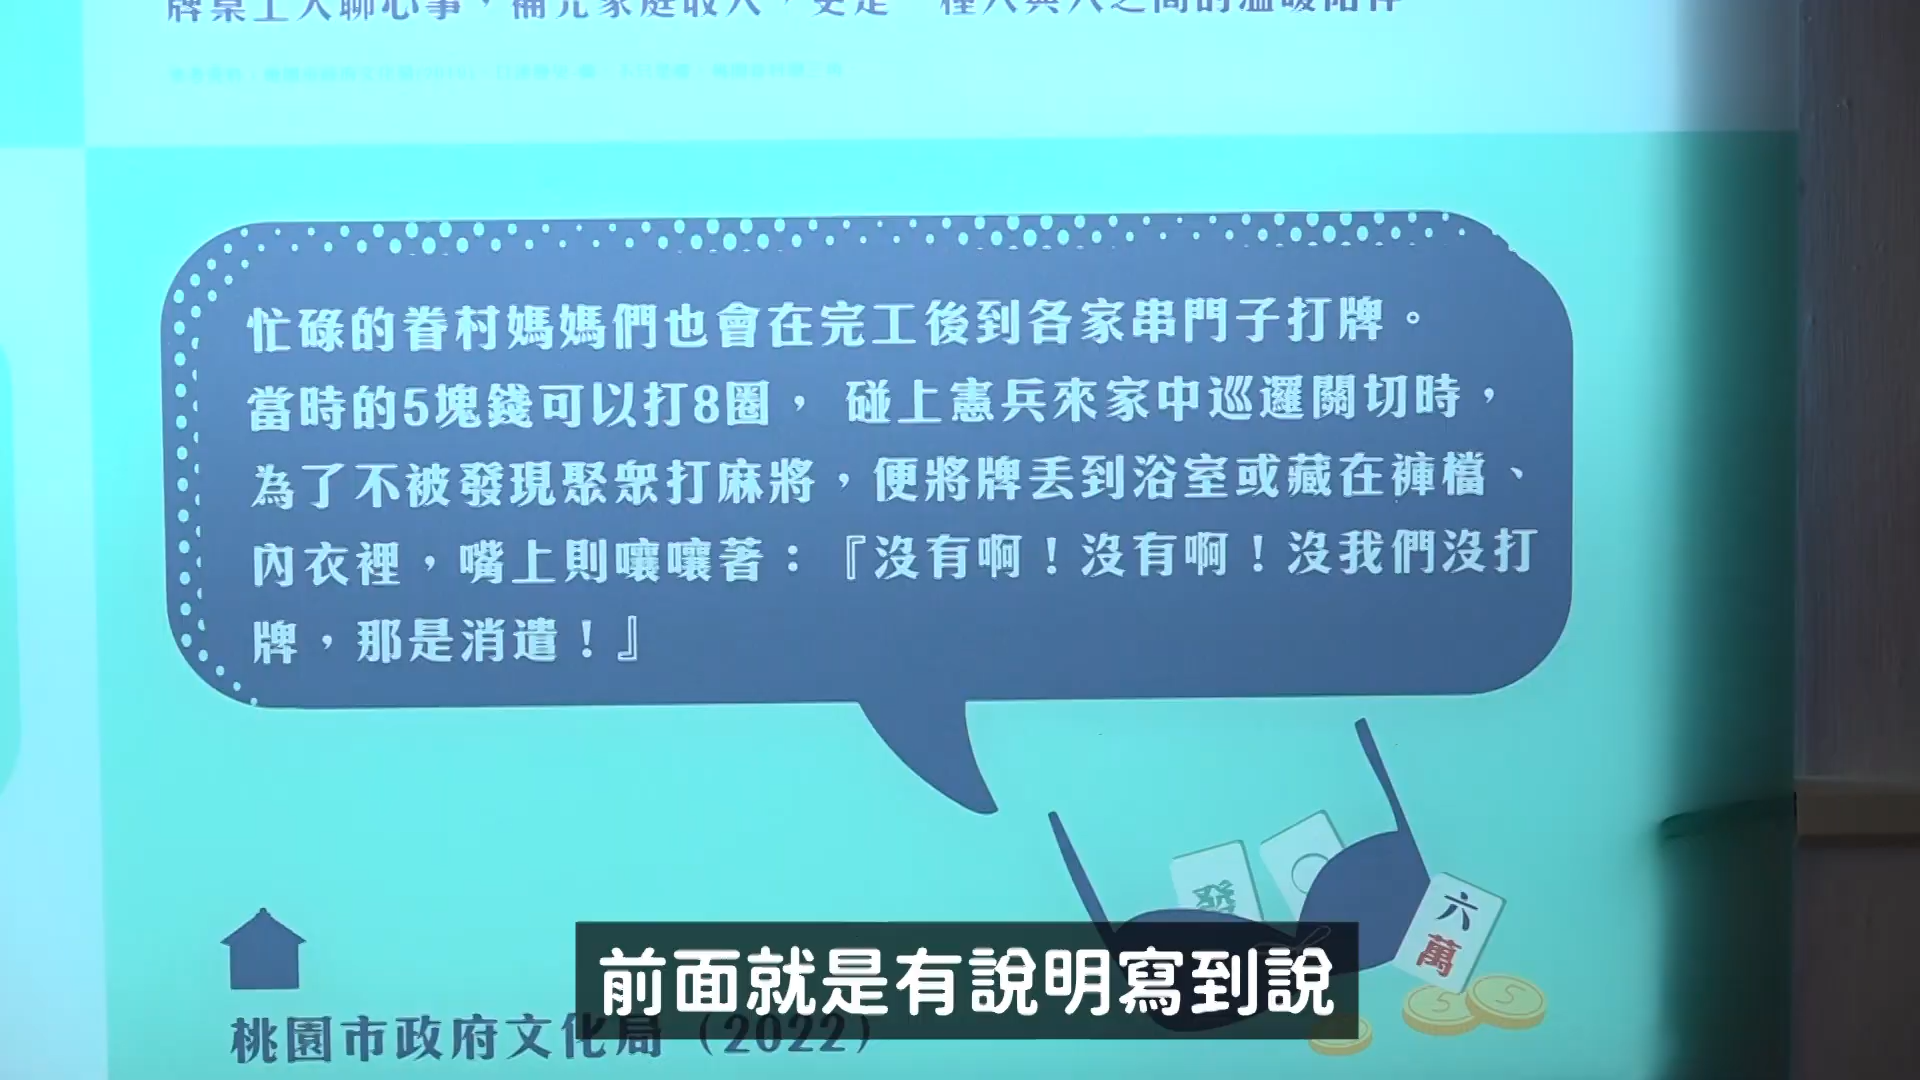 忙碌的眷村媽媽們也會在完工後到各家串門子打牌。
當時的5塊錢可以打8圈， 碰上憲兵來家中巡邏關切時，
為了不被發現聚眾打麻將，便將牌丟到浴室或藏在褲檔、
內衣裡，嘴上則嚷嚷著：『沒有啊！沒有啊！沒我們沒打
牌，那是消遣！』
發
六
萬
前面就是有說明寫到說
桃園市政府文化局（2022）